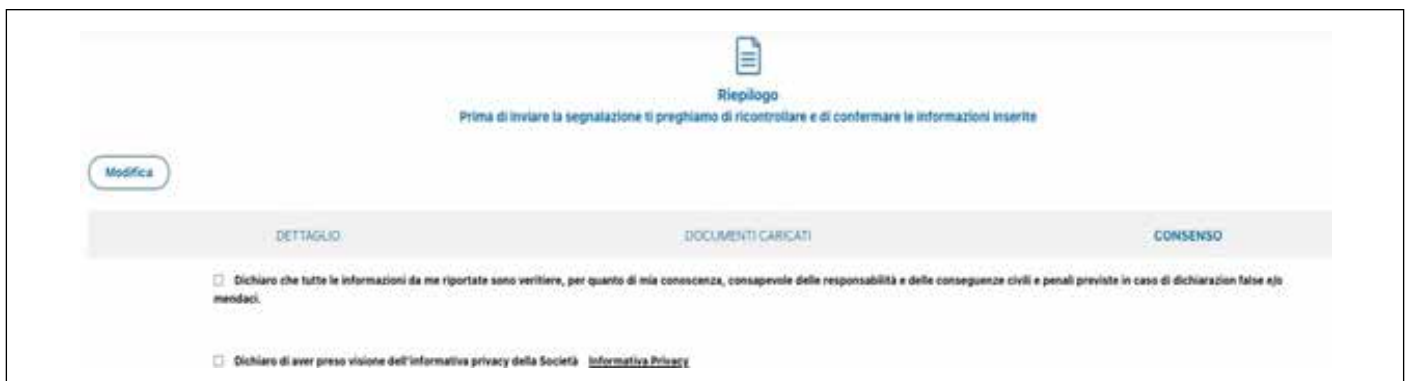 Riepilogo
Prima di inviare la segnalazione ti preghiamo di ricontrollare e di confermare le informazioni inserite
Modifica
DETTAGLIO DOCUMENTI CARICATI CONSENSO
Dichiaro che tutte le informazioni da me riportate sono veritiere, per quanto di mia conoscenza, consapevole delle responsabilità e delle conseguenze civili e penali previste in caso di dichiarazion false e/o
mendaci.
Dichiaro di aver preso visione dell'informativa privacy della Società Informativa Privacy